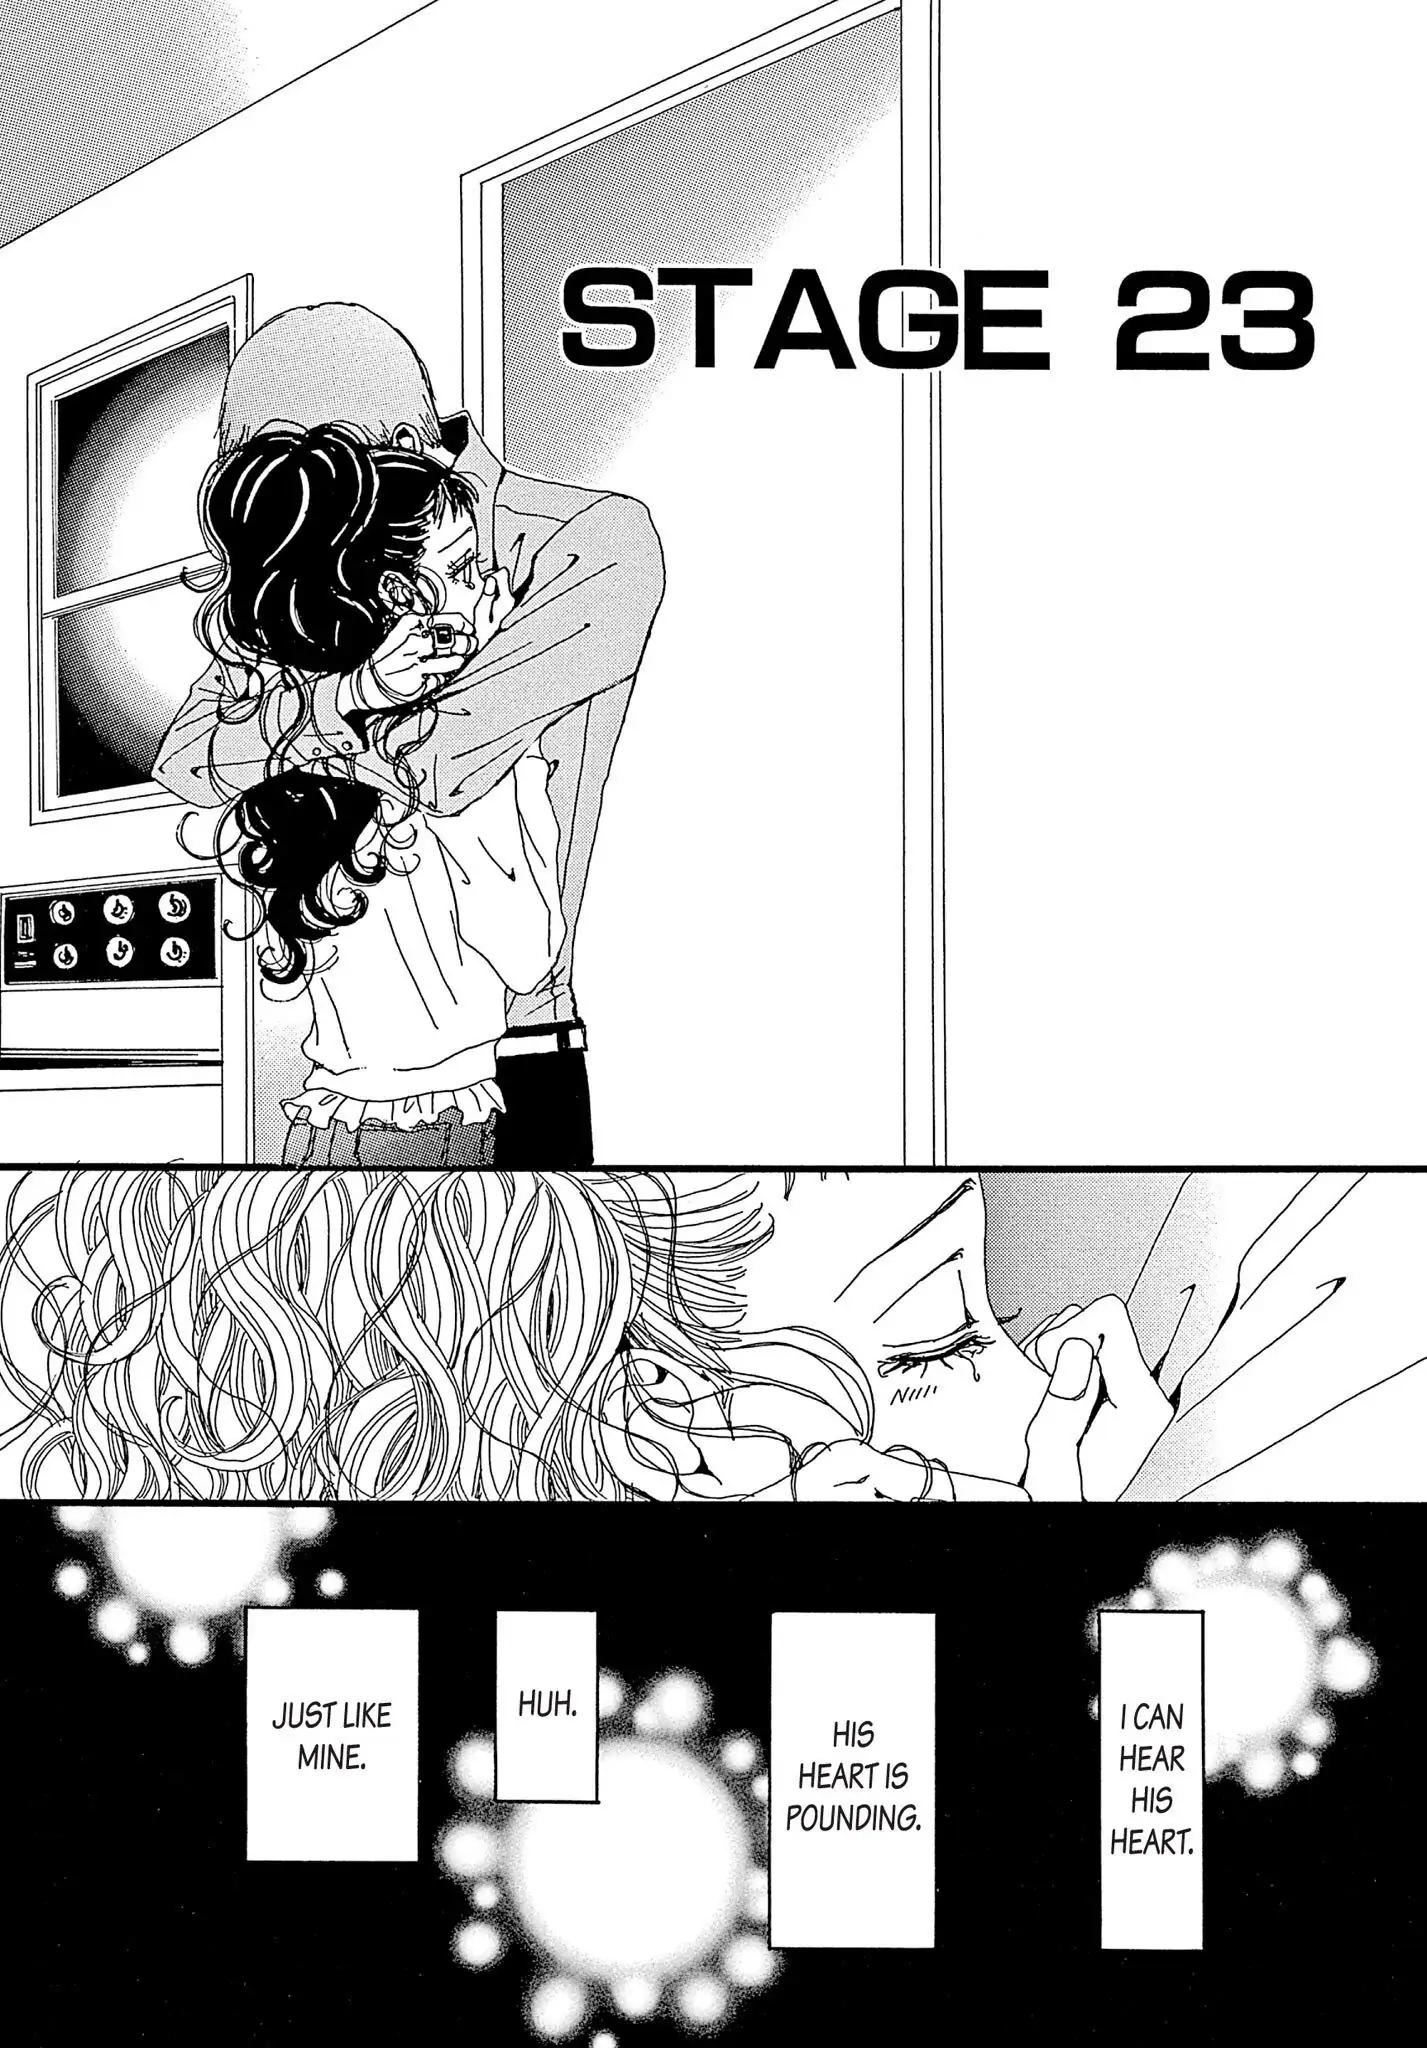 STAGE 23
I CAN
HEAR
HIS
HEART.
HIS
HEART IS
POUNDING.
HUH.
JUST LIKE
MINE.